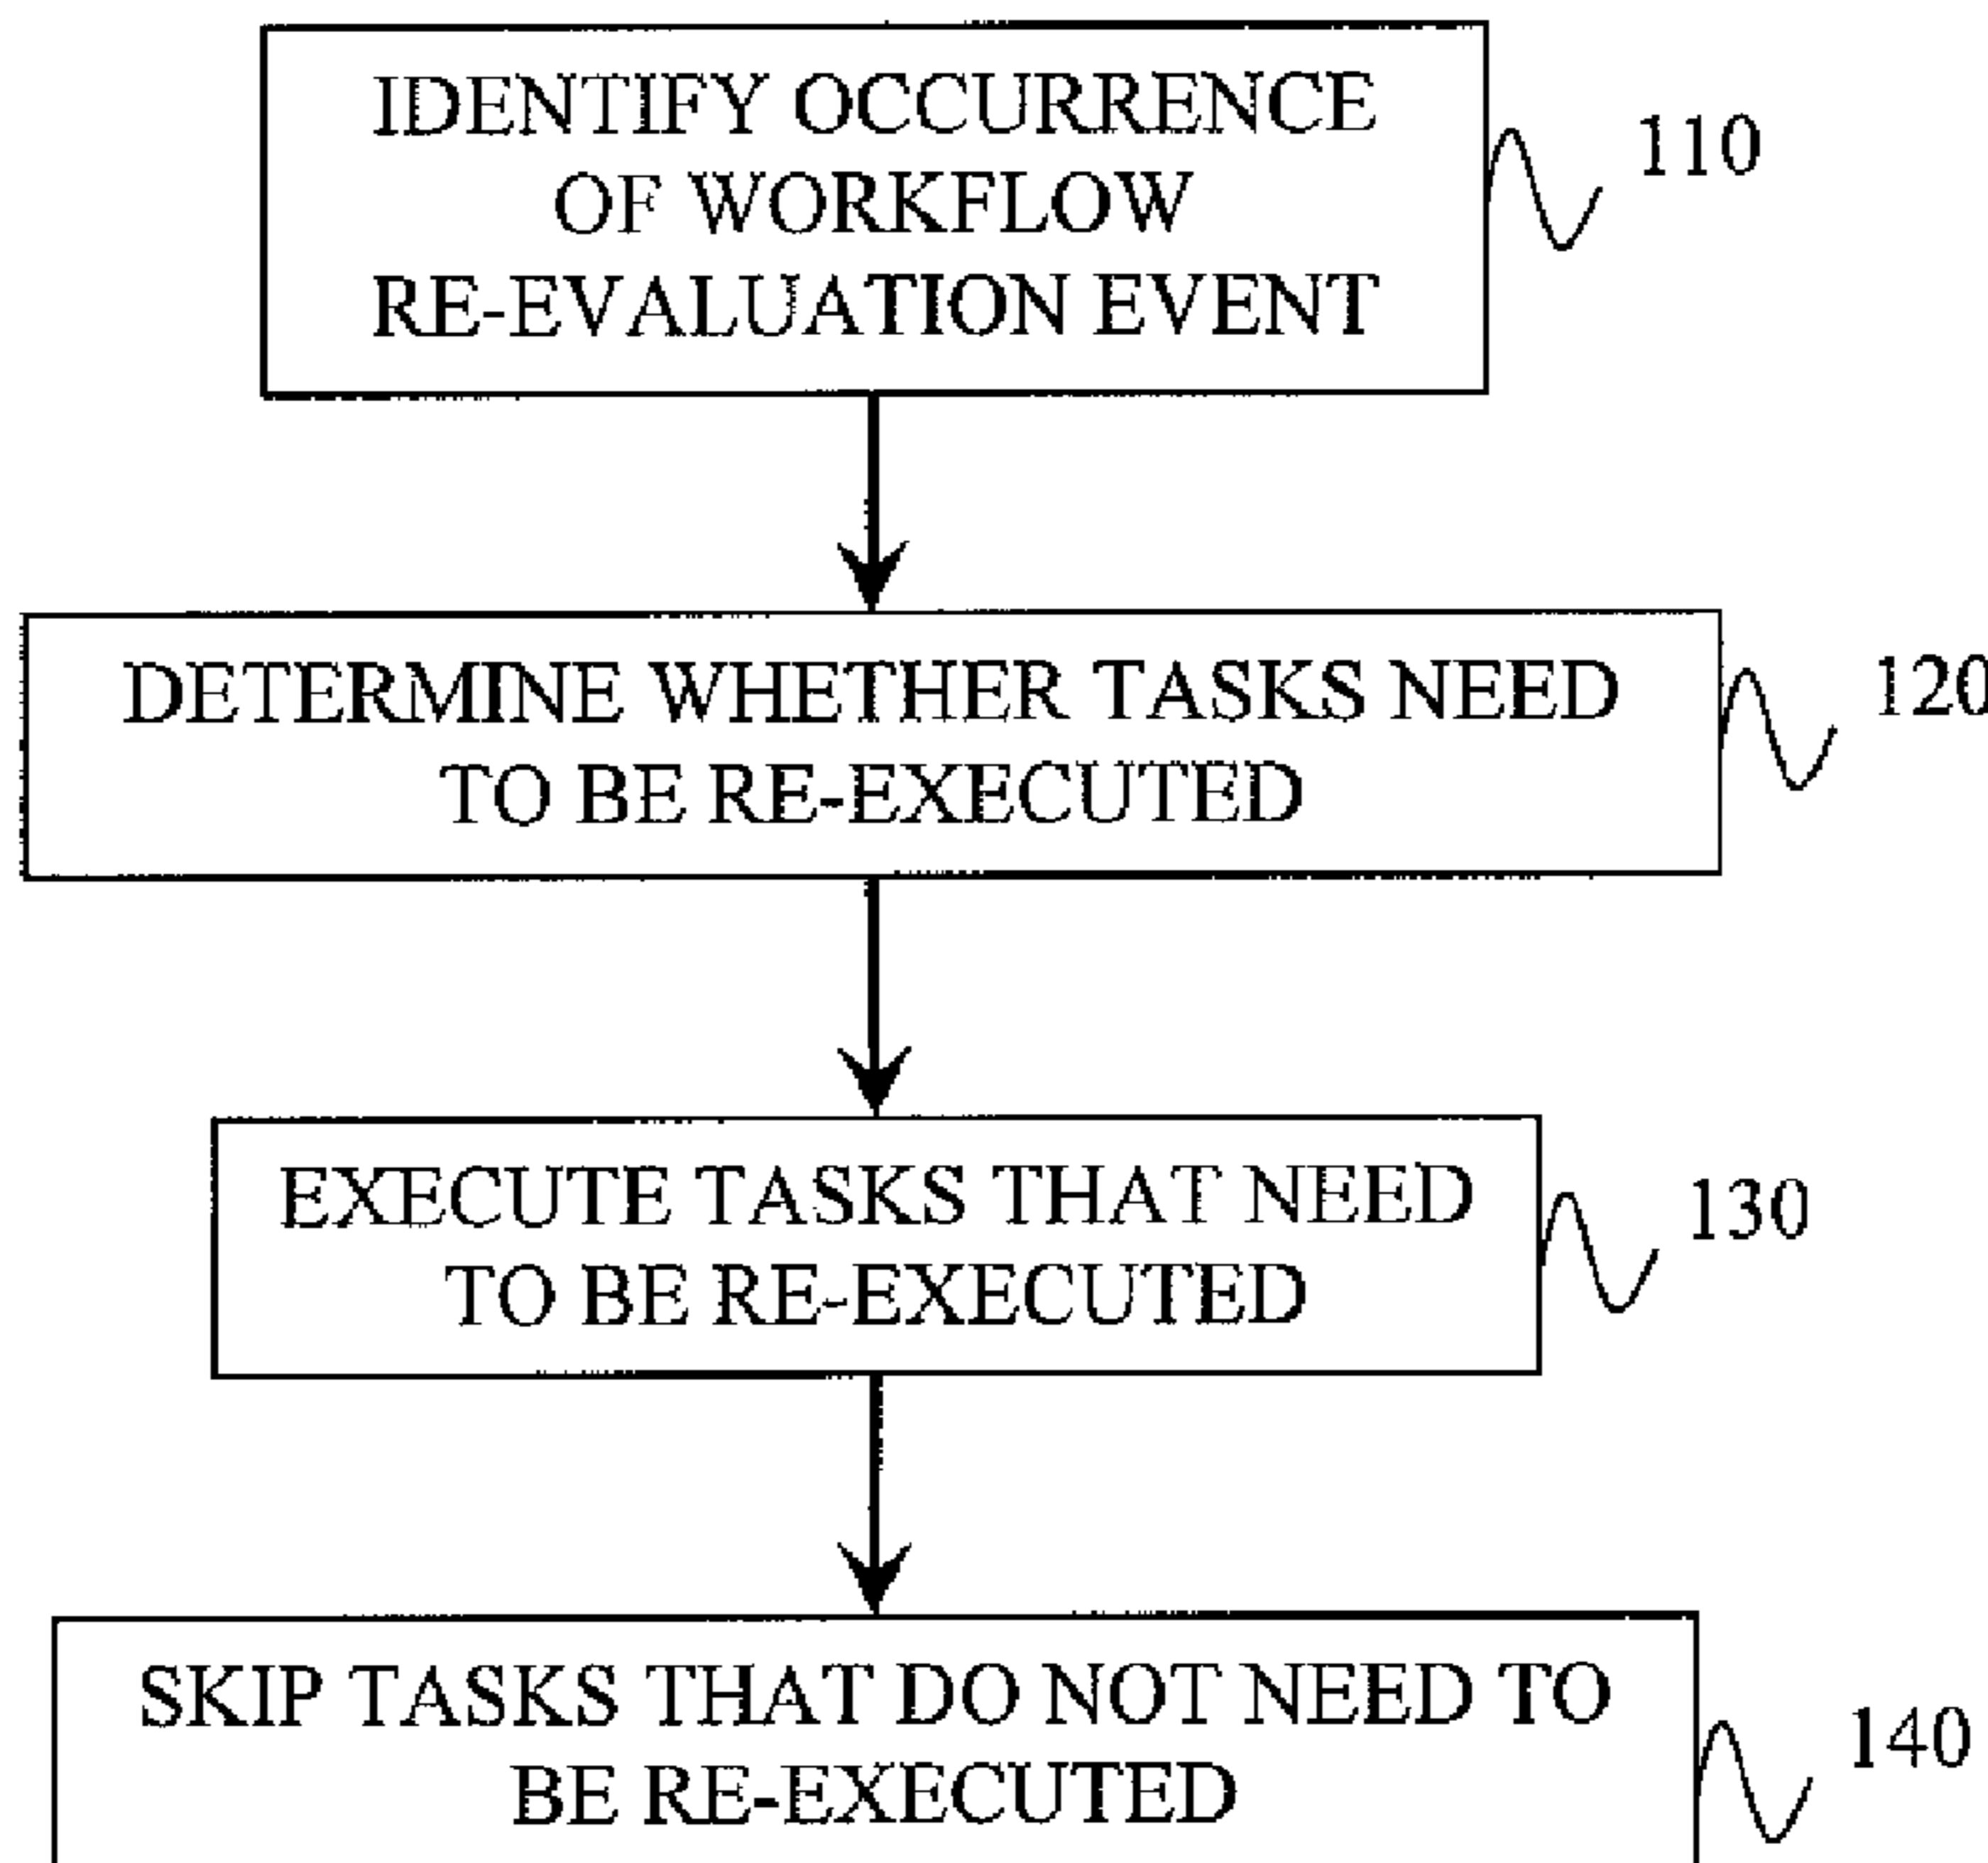 IDENTIFY OCCURRENCE
OF WORKFLOW
RE-EVALUATION EVENT
110
DETERMINE WHETHER TASKS NEED
TO BE RE-EXECUTED
120
EXECUTE TASKS THAT NEED
TO BE RE-EXECUTED
130
SKIP TASKS THAT DO NOT NEED TO
BE RE-EXECUTED
140